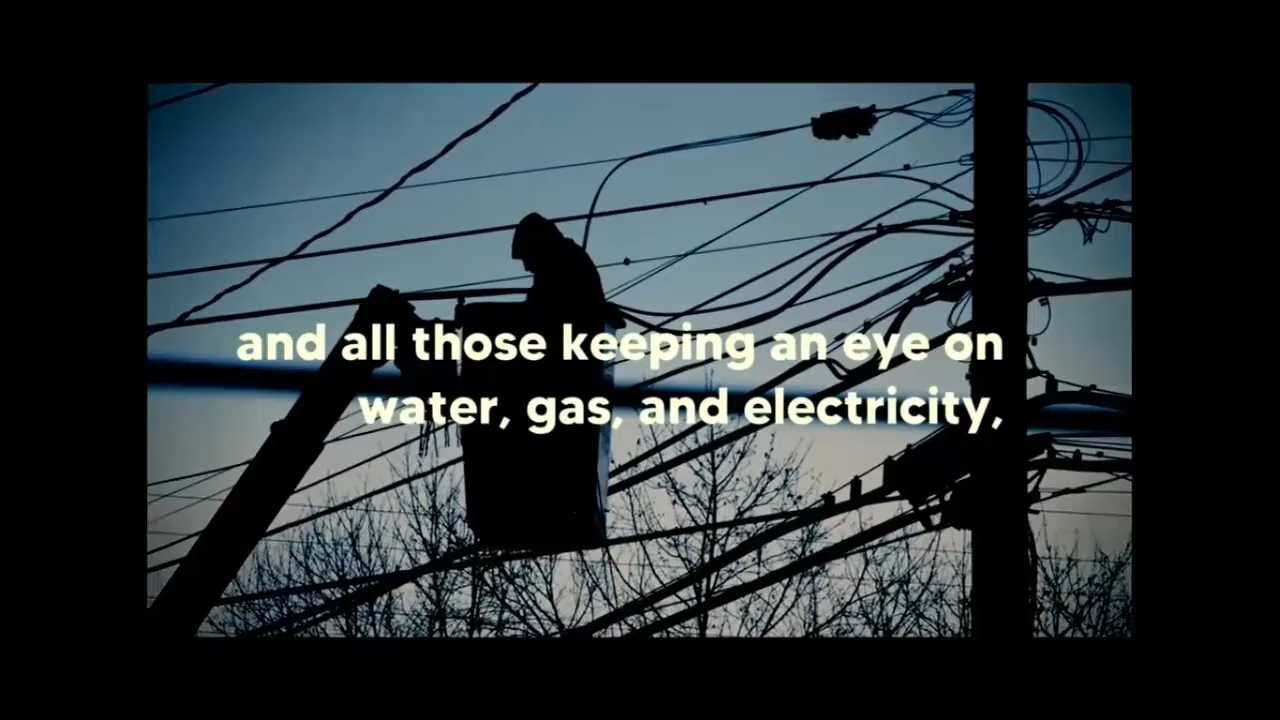 and all those keeping an eye on
water, gas, and electricity,